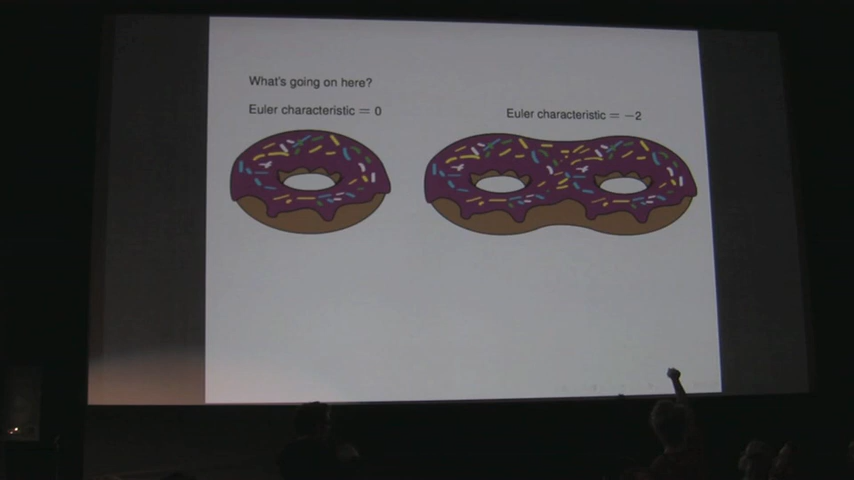 What's going on here?
Euler characteristic = 0
Euler characteristic = −2